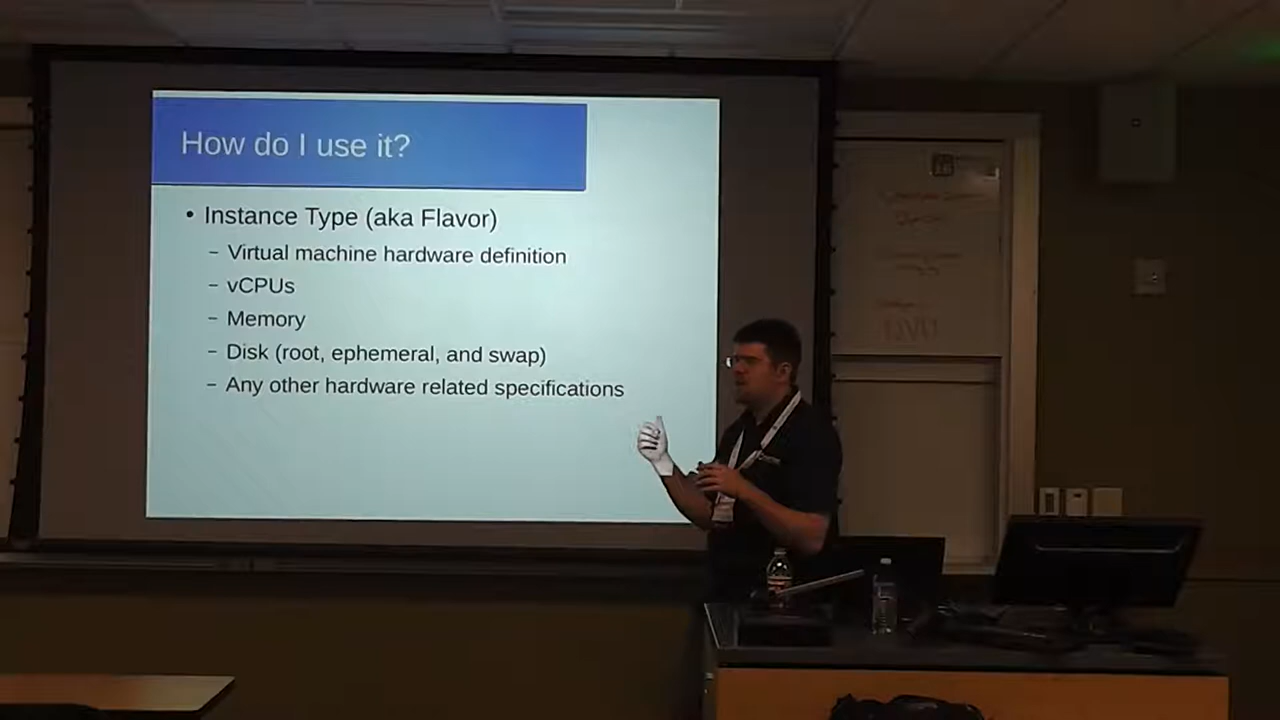 How do I use it?
• Instance Type (aka Flavor)
– Virtual machine hardware definition
– vCPUs
– Memory
– Disk (root, ephemeral, and swap)
– Any other hardware related specifications